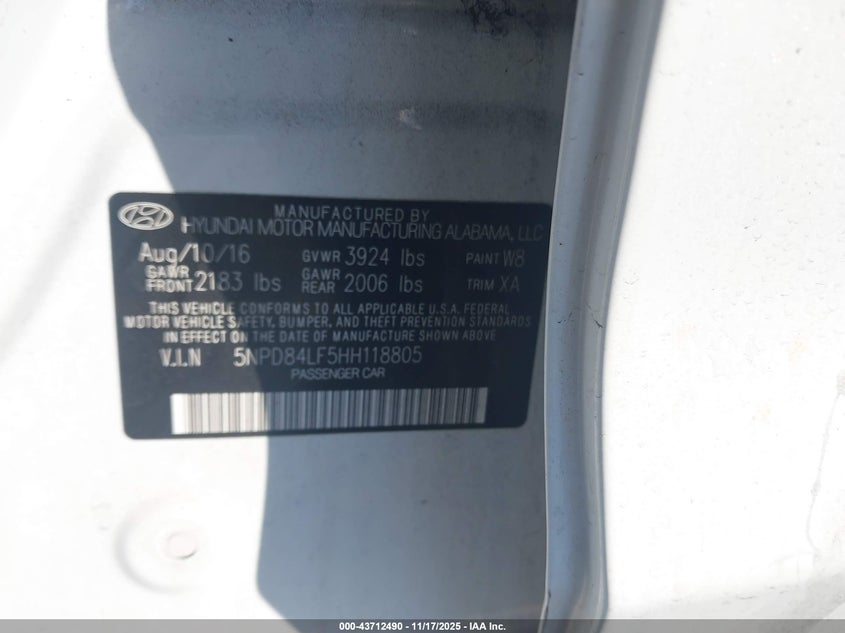 MANUFACTURED BY
HYUNDAI MOTOR MANUFACTURING ALABAMA, LLC
Aug/10/16 GVWR 3924 lbs PAINT W8
GAWR FRONT 2183 lbs GAWR REAR 2006 lbs TRIM XA
THIS VEHICLE CONFORMS TO ALL APPLICABLE U.S.A. FEDERAL
MOTOR VEHICLE SAFETY, BUMPER, AND THEFT PREVENTION STANDARDS
IN EFFECT ON THE DATE OF MANUFACTURE SHOWN ABOVE
V.I.N 5NPD84LF5HH118805
PASSENGER CAR
000-43712490 - 11/17/2025 - IAA Inc.